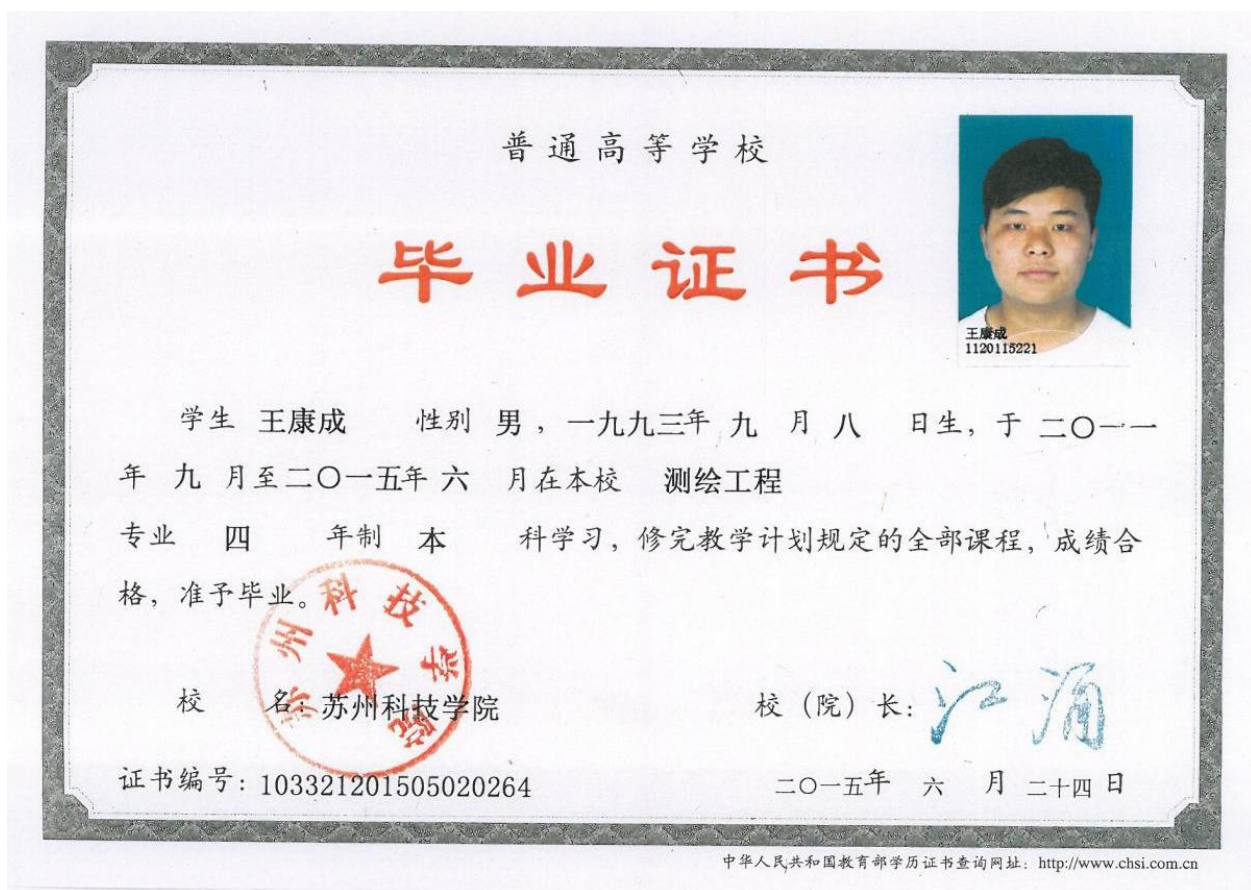 普通高等学校
毕业证书
王康成
1120115221
学生 王康成 性别 男，一九九三年 九 月 八 日生，于 二〇一一
年 九 月至二〇一五年 六 月在本校 测绘工程
专业 四 年制 本 科学习，修完教学计划规定的全部课程，成绩合
格，准予毕业。
苏州科技学院
校 名：苏州科技学院
校（院）长：江涌
证书编号：103321201505020264
二〇一五年 六 月 二十四 日
中华人民共和国教育部学历证书查询网址：http://www.chsi.com.cn